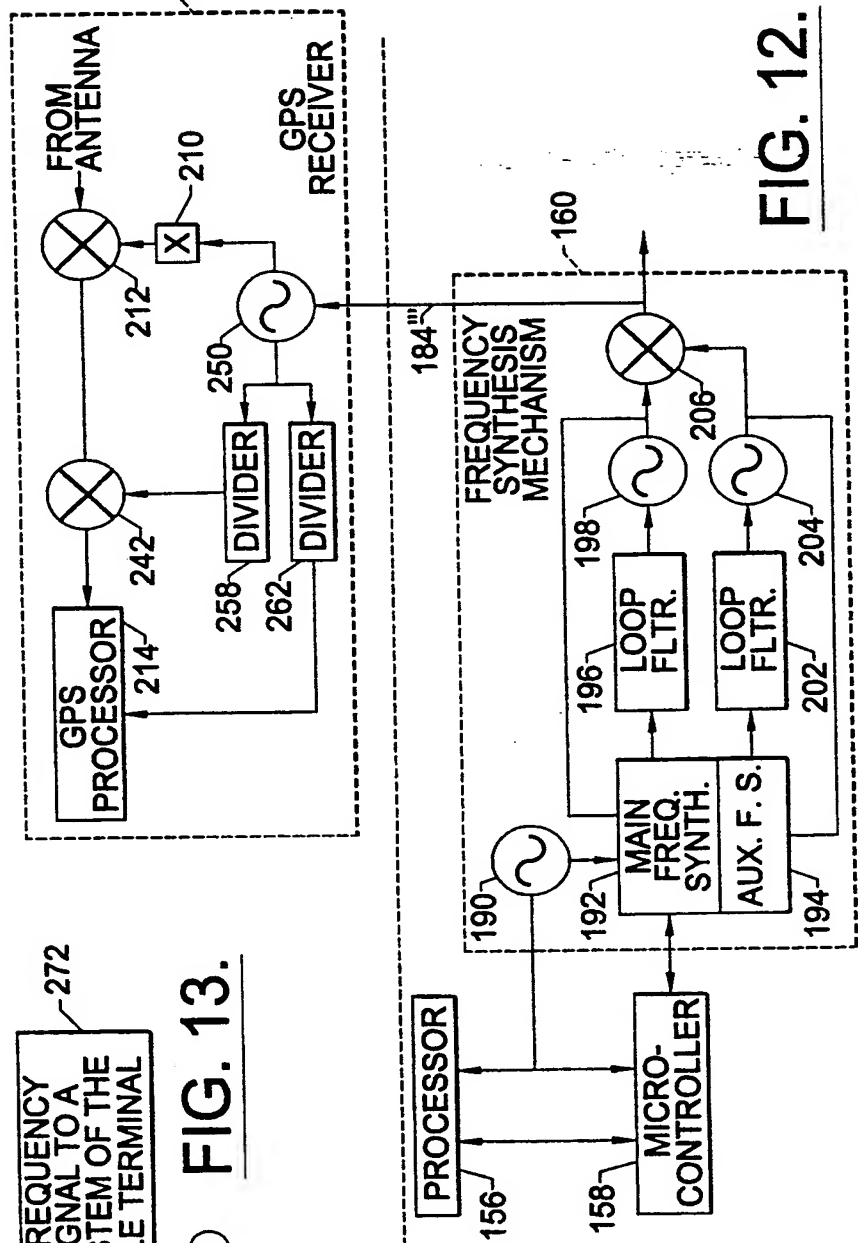 FROM
ANTENNA
212
X
210
GPS
RECEIVER
250
242
DIVIDER
258
DIVIDER
262
GPS
PROCESSOR
214
184'''
160
FREQUENCY
SYNTHESIS
MECHANISM
206
198
204
196
LOOP
FLTR.
LOOP
FLTR.
202
190
MAIN
FREQ.
SYNTH.
192
AUX. F. S.
194
PROCESSOR
156
MICRO-
CONTROLLER
158
FIG. 12.
REQUENCY
GNAL TO A
STEM OF THE
LE TERMINAL
272
FIG. 13.